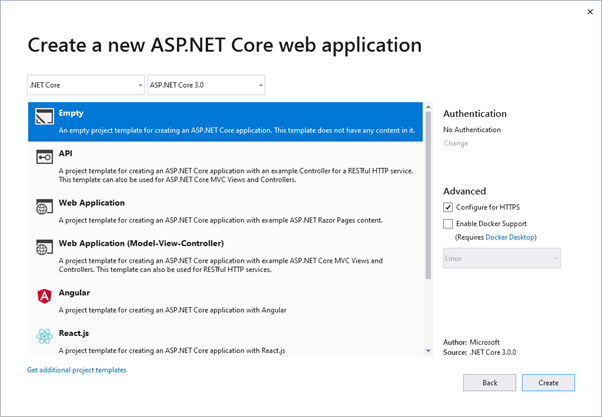 Create a new ASP.NET Core web application
.NET Core
ASP.NET Core 3.0
Empty
An empty project template for creating an ASP.NET Core application. This template does not have any content in it.
API
A project template for creating an ASP.NET Core application with an example Controller for a RESTful HTTP service.
This template can also be used for ASP.NET Core MVC Views and Controllers.
Web Application
A project template for creating an ASP.NET Core application with example ASP.NET Razor Pages content.
Web Application (Model-View-Controller)
A project template for creating an ASP.NET Core application with example ASP.NET Core MVC Views and
Controllers. This template can also be used for RESTful HTTP services.
Angular
A project template for creating an ASP.NET Core application with Angular
React.js
A project template for creating an ASP.NET Core application with React.js
Get additional project templates
Authentication
No Authentication
Change
Advanced
Configure for HTTPS
Enable Docker Support
(Requires Docker Desktop)
Linux
Author: Microsoft
Source: .NET Core 3.0.0
Back
Create